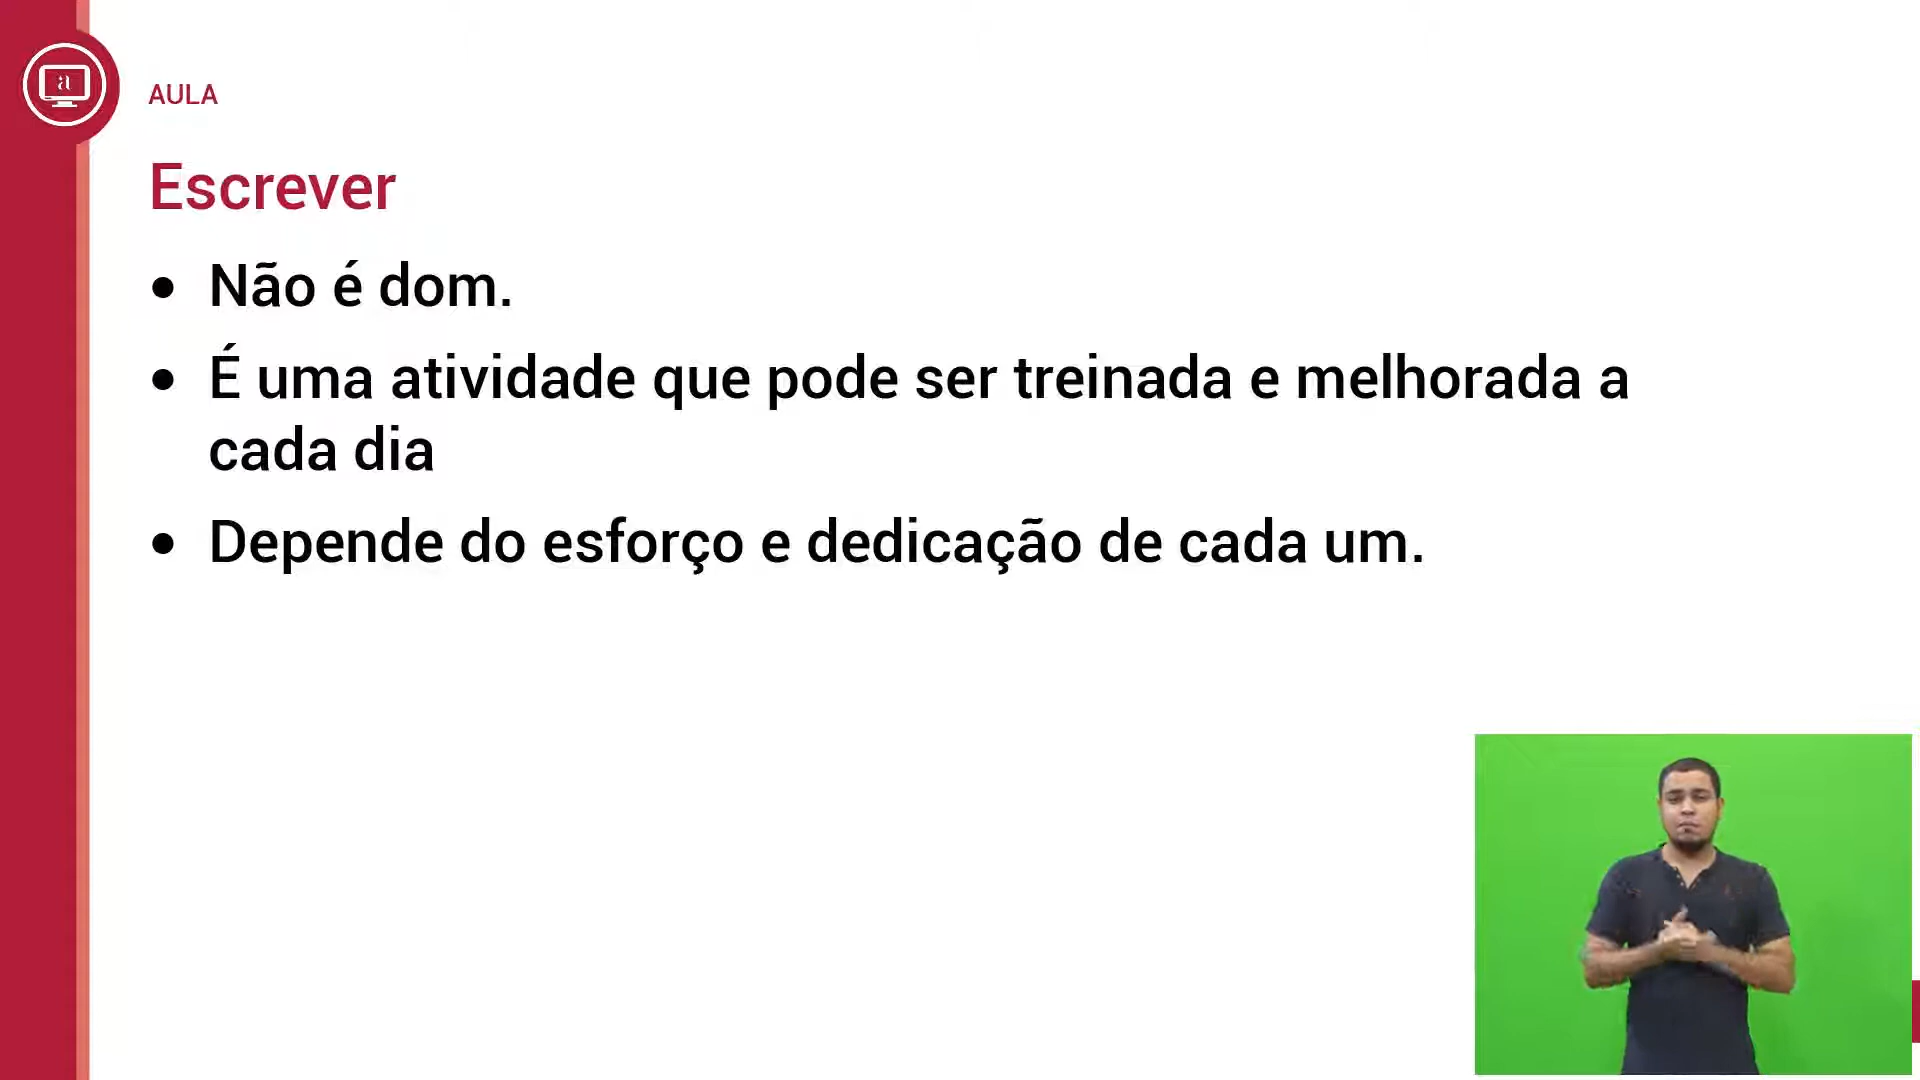 a
AULA
Escrever
• Não é dom.
• É uma atividade que pode ser treinada e melhorada a
cada dia
• Depende do esforço e dedicação de cada um.